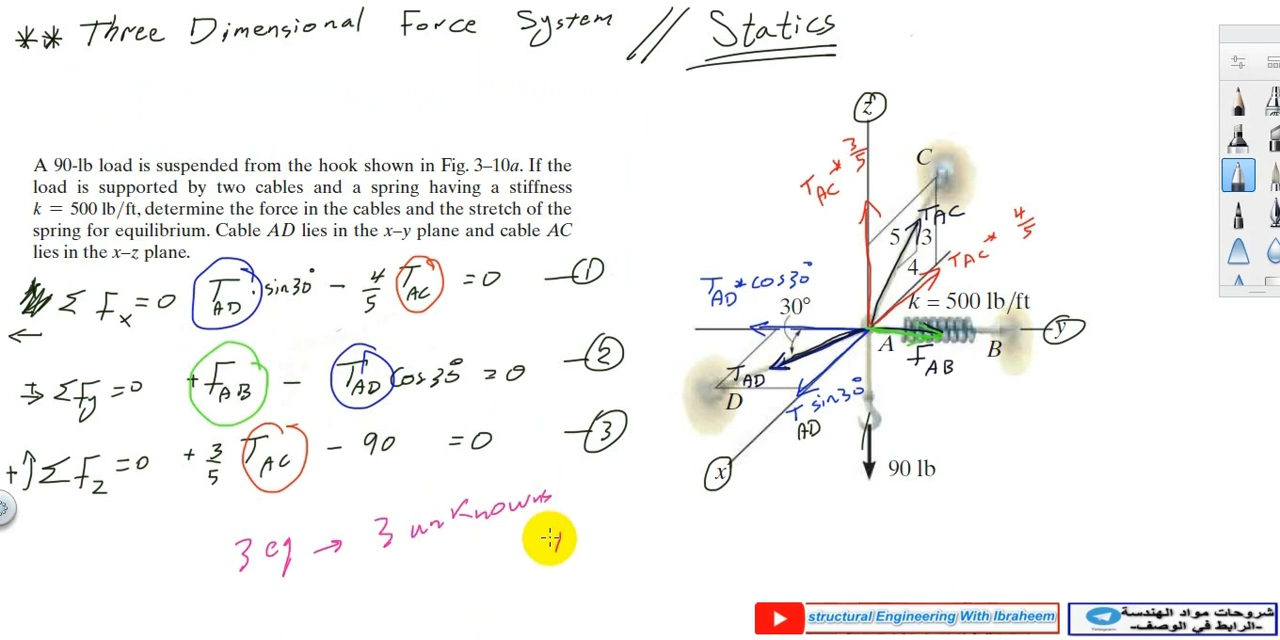 ** Three Dimensional Force System // Statics
A 90-lb load is suspended from the hook shown in Fig. 3–10a. If the
load is supported by two cables and a spring having a stiffness
k = 500 lb/ft, determine the force in the cables and the stretch of the
spring for equilibrium. Cable AD lies in the x–y plane and cable AC
lies in the x–z plane.
Σ Fx = 0 TAD · sin30° − 4/5 TAC = 0 —①
→ Σ Fy = 0 + FAB − TAD cos30° = 0 —②
+↑ Σ Fz = 0 + 3/5 TAC − 90 = 0 —③
3 eq → 3 unknowns
z
TAC * 3/5
C
TAC
5
3
4
TAC * 4/5
TAD * cos30°
30°
k = 500 lb/ft
y
A
B
FAB
TAD
D
TAD sin30°
x
90 lb
structural Engineering With Ibraheem
شروحات مواد الهندسة
-الرابط في الوصف-